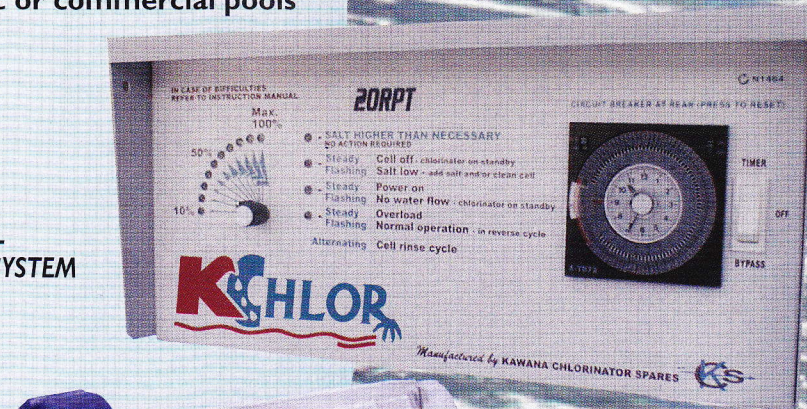 or commercial pools
YSTEM
IN CASE OF DIFFICULTIES
REFER TO INSTRUCTION MANUAL
20RPT
N1464
CIRCUIT BREAKER AT REAR (PRESS TO RESET)
Max.
100%
50%
10%
SALT HIGHER THAN NECESSARY
NO ACTION REQUIRED
Steady Cell off - chlorinator on standby
Flashing Salt low - add salt and/or clean cell
Steady Power on
Flashing No water flow - chlorinator on standby
Steady Overload
Flashing Normal operation - in reverse cycle
Alternating Cell rinse cycle
TIMER
OFF
BYPASS
K-CHLOR
Manufactured by KAWANA CHLORINATOR SPARES
KCS